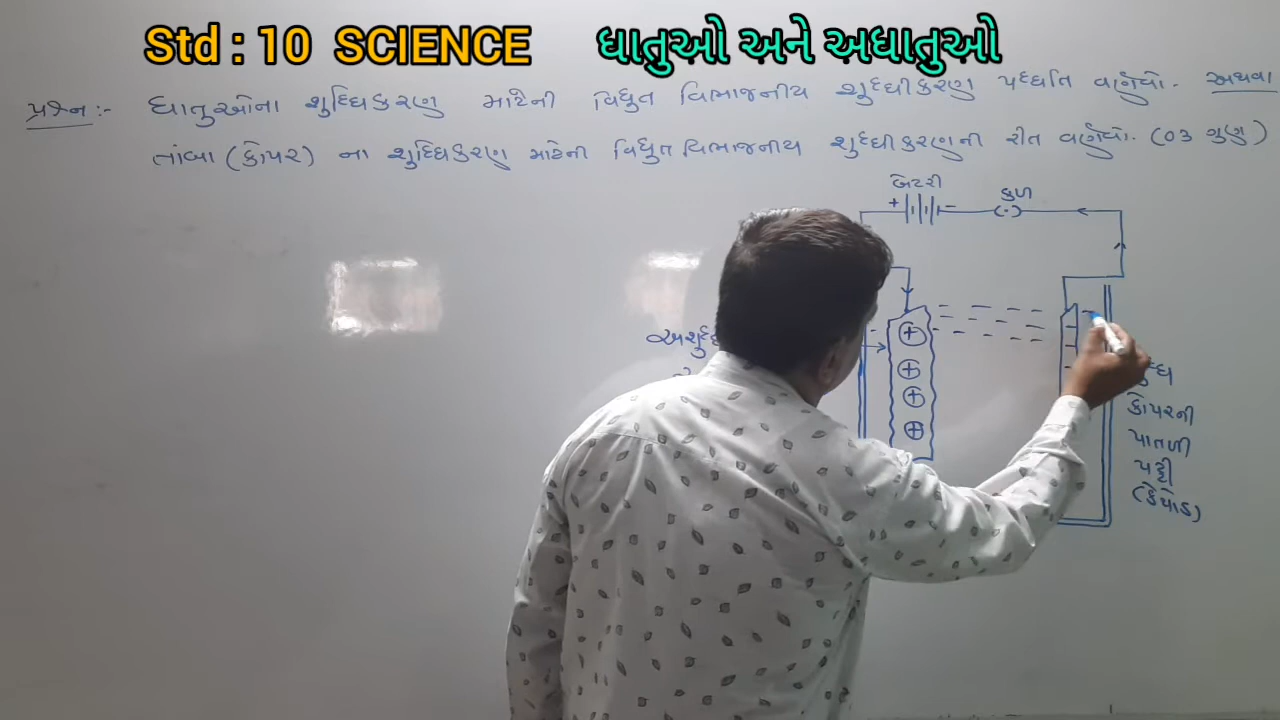 Std : 10 SCIENCE ધાતુઓ અને અધાતુઓ
પ્રશ્ન :- ધાતુઓના શુદ્ધિકરણ માટેની વિદ્યુત વિભાજનીય શુદ્ધીકરણ પદ્ધતિ વર્ણવો. અથવા
તાંબા (કોપર) ના શુદ્ધિકરણ માટેની વિદ્યુત વિભાજનીય શુદ્ધીકરણની રીત વર્ણવો. (03 ગુણ)
બેટરી
કળ
+ −
+
+
+
+
કોપરની
પાતળી
પટ્ટી
(કેથોડ)